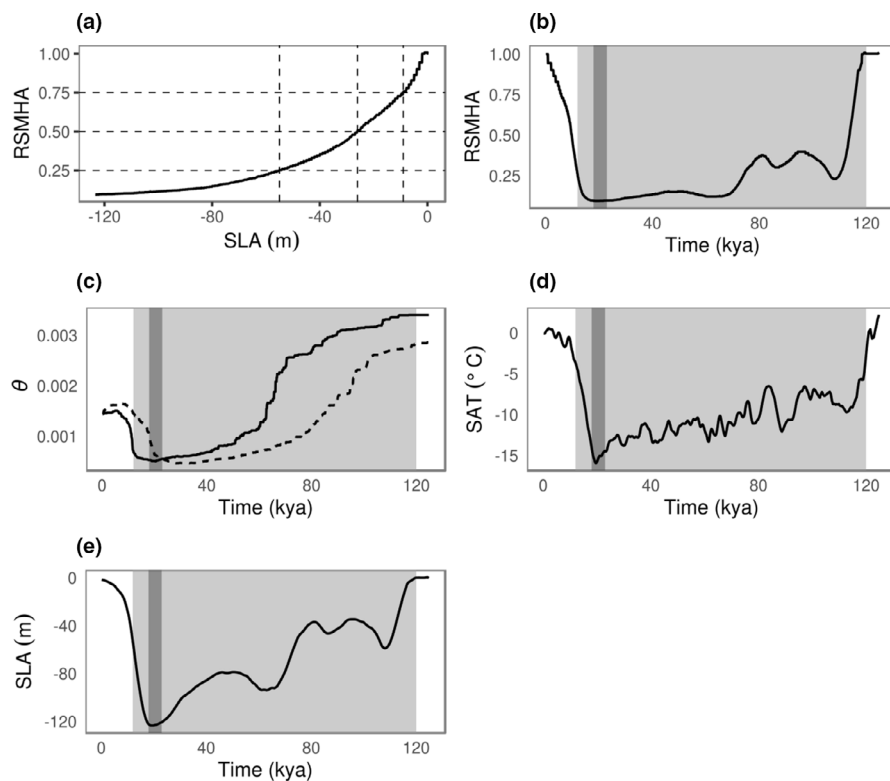 (a)
RSMHA
1.00
0.75
0.50
0.25
-120
-80
-40
0
SLA (m)
(b)
RSMHA
1.00
0.75
0.50
0.25
0
40
80
120
Time (kya)
(c)
θ
0.003
0.002
0.001
0
40
80
120
Time (kya)
(d)
SAT (°C)
0
-5
-10
-15
0
40
80
120
Time (kya)
(e)
SLA (m)
0
-40
-80
-120
0
40
80
120
Time (kya)